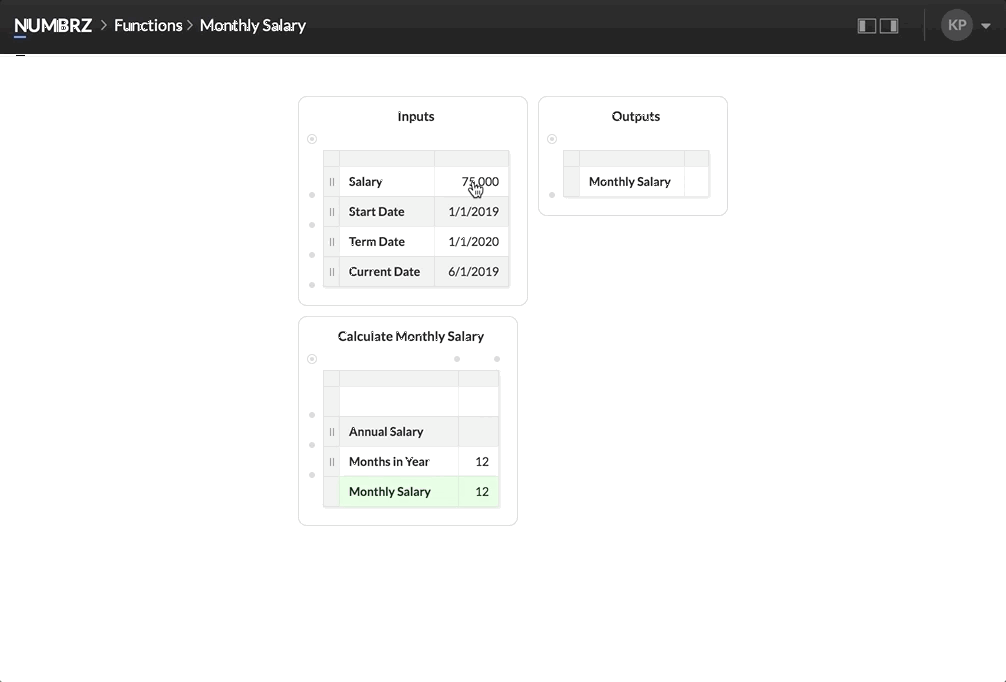 NUMBRZ > Functions > Monthly Salary
KP
Inputs
Salary 75,000
Start Date 1/1/2019
Term Date 1/1/2020
Current Date 6/1/2019
Outputs
Monthly Salary
Calculate Monthly Salary
Annual Salary
Months in Year 12
Monthly Salary 12